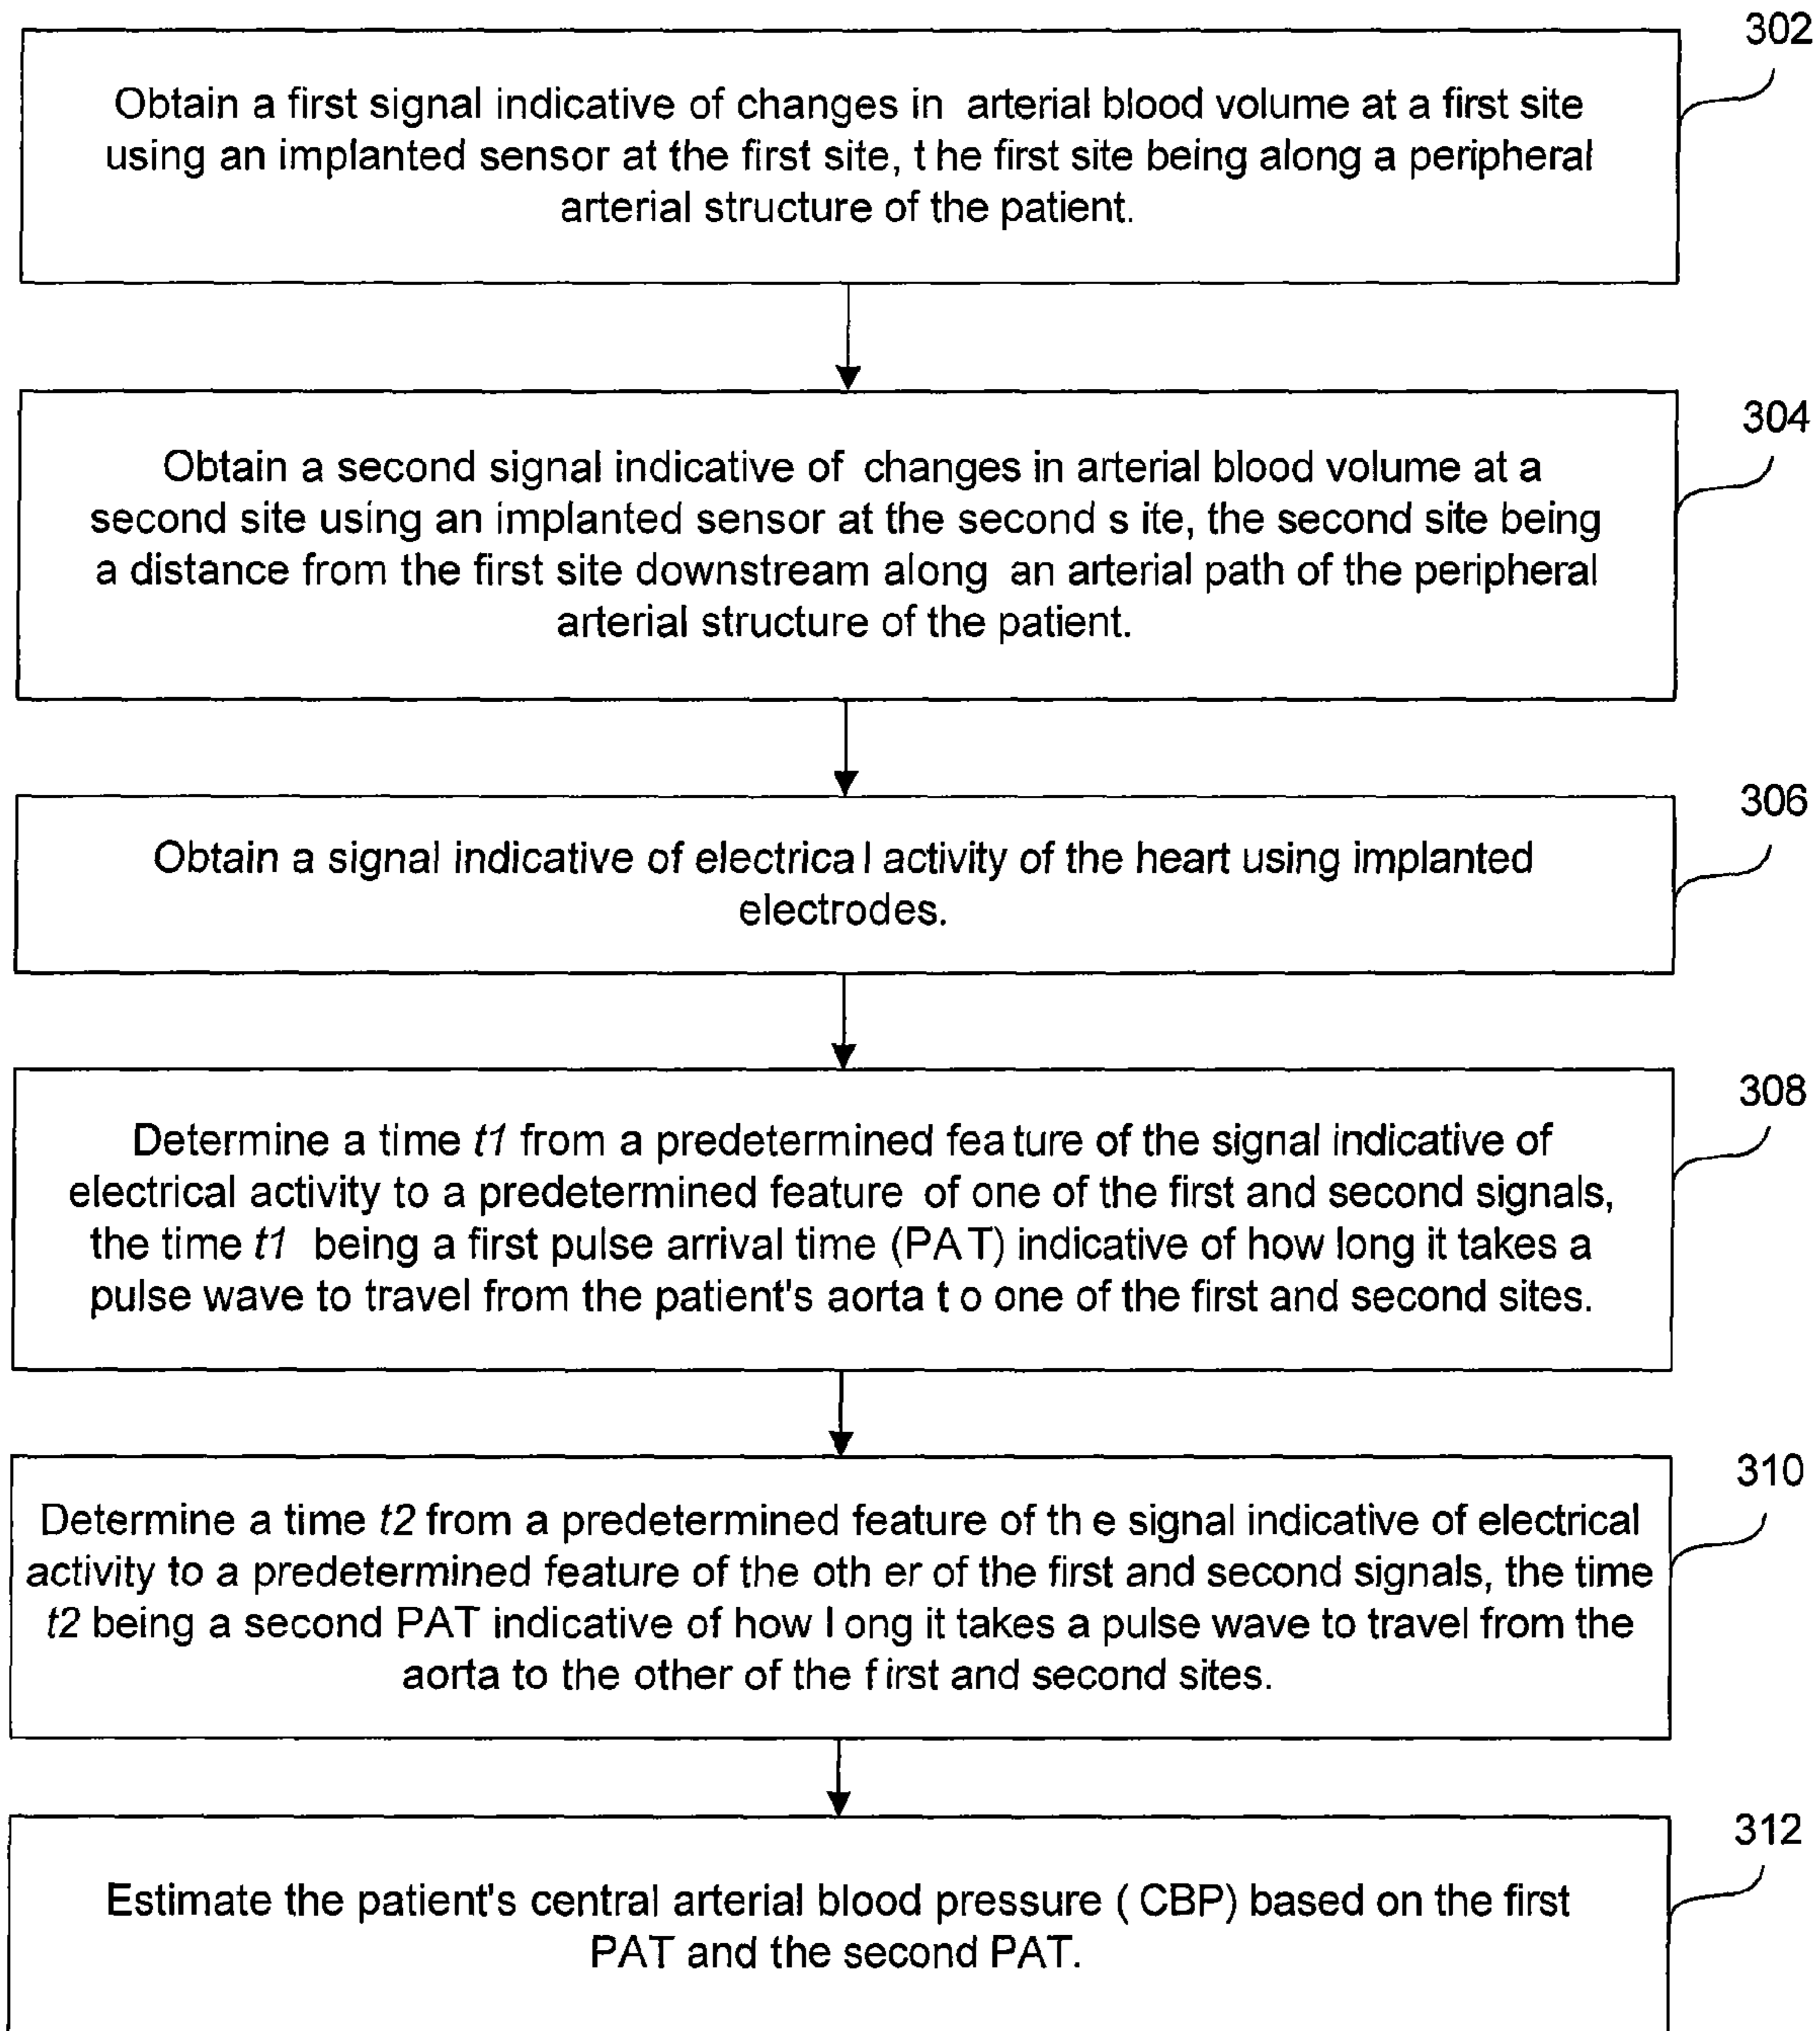 302
Obtain a first signal indicative of changes in arterial blood volume at a first site
using an implanted sensor at the first site, t he first site being along a peripheral
arterial structure of the patient.
304
Obtain a second signal indicative of changes in arterial blood volume at a
second site using an implanted sensor at the second s ite, the second site being
a distance from the first site downstream along an arterial path of the peripheral
arterial structure of the patient.
306
Obtain a signal indicative of electrica l activity of the heart using implanted
electrodes.
308
Determine a time t1 from a predetermined fea ture of the signal indicative of
electrical activity to a predetermined feature of one of the first and second signals,
the time t1 being a first pulse arrival time (PAT) indicative of how long it takes a
pulse wave to travel from the patient's aorta t o one of the first and second sites.
310
Determine a time t2 from a predetermined feature of th e signal indicative of electrical
activity to a predetermined feature of the oth er of the first and second signals, the time
t2 being a second PAT indicative of how l ong it takes a pulse wave to travel from the
aorta to the other of the f irst and second sites.
312
Estimate the patient's central arterial blood pressure ( CBP) based on the first
PAT and the second PAT.